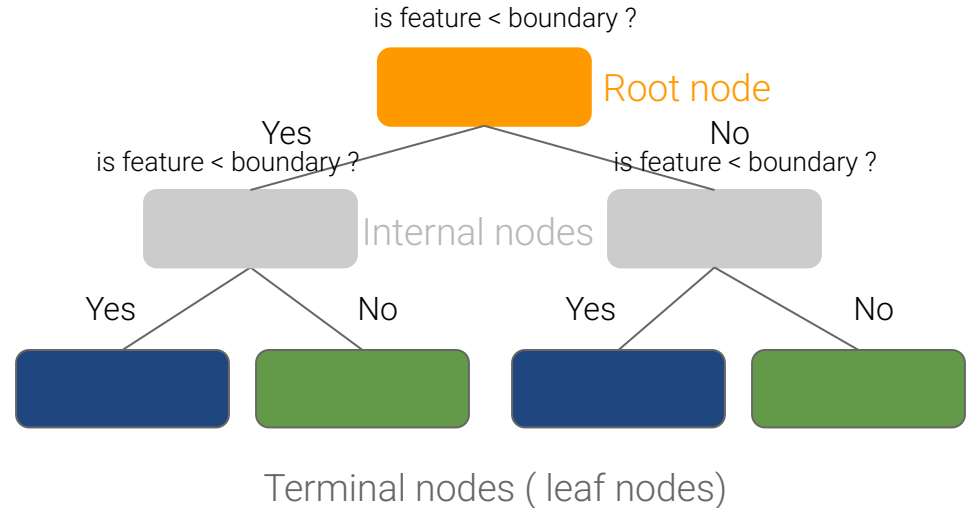 is feature < boundary ?
Root node
Yes
No
is feature < boundary ?
is feature < boundary ?
Internal nodes
Yes
No
Yes
No
Terminal nodes ( leaf nodes)